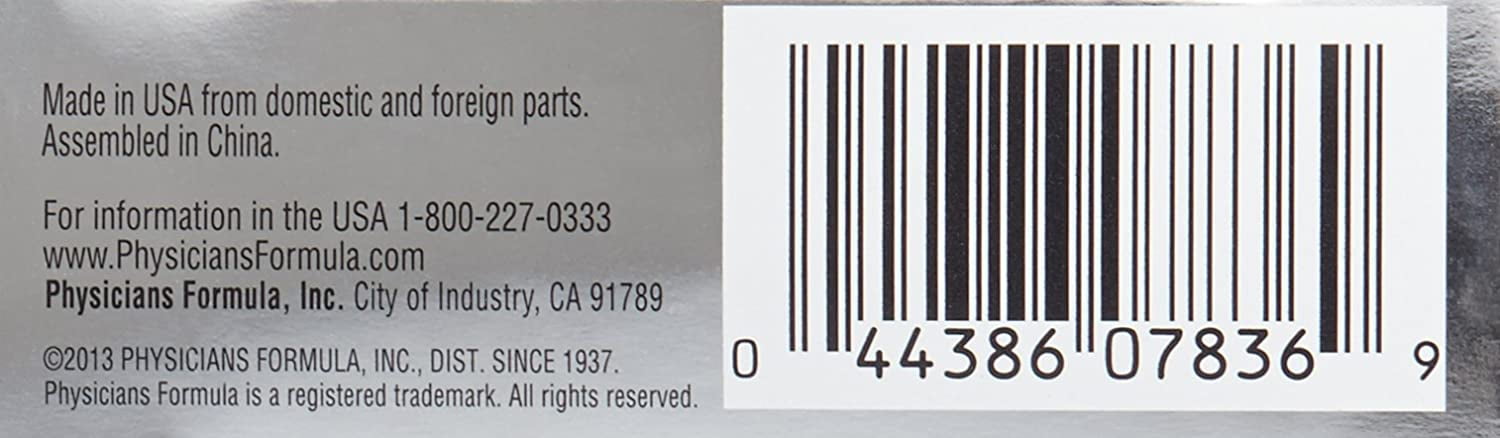 Made in USA from domestic and foreign parts.
Assembled in China.
For information in the USA 1-800-227-0333
www.PhysiciansFormula.com
Physicians Formula, Inc. City of Industry, CA 91789
©2013 PHYSICIANS FORMULA, INC., DIST. SINCE 1937.
Physicians Formula is a registered trademark. All rights reserved.
0 44386 07836 9